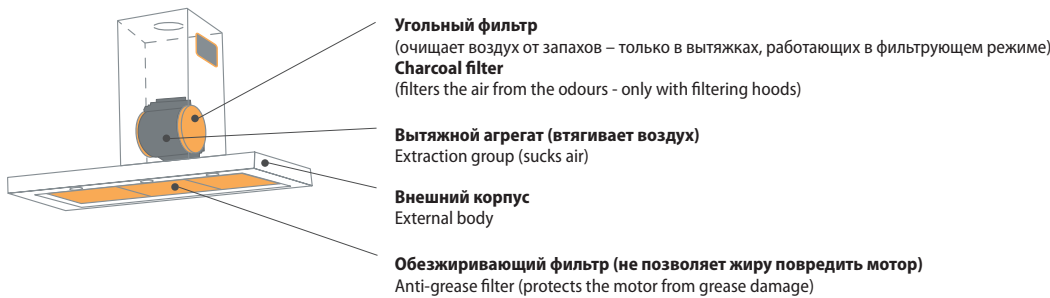 Угольный фильтр
(очищает воздух от запахов – только в вытяжках, работающих в фильтрующем режиме)
Charcoal filter
(filters the air from the odours - only with filtering hoods)
Вытяжной агрегат (втягивает воздух)
Extraction group (sucks air)
Внешний корпус
External body
Обезжиривающий фильтр (не позволяет жиру повредить мотор)
Anti-grease filter (protects the motor from grease damage)